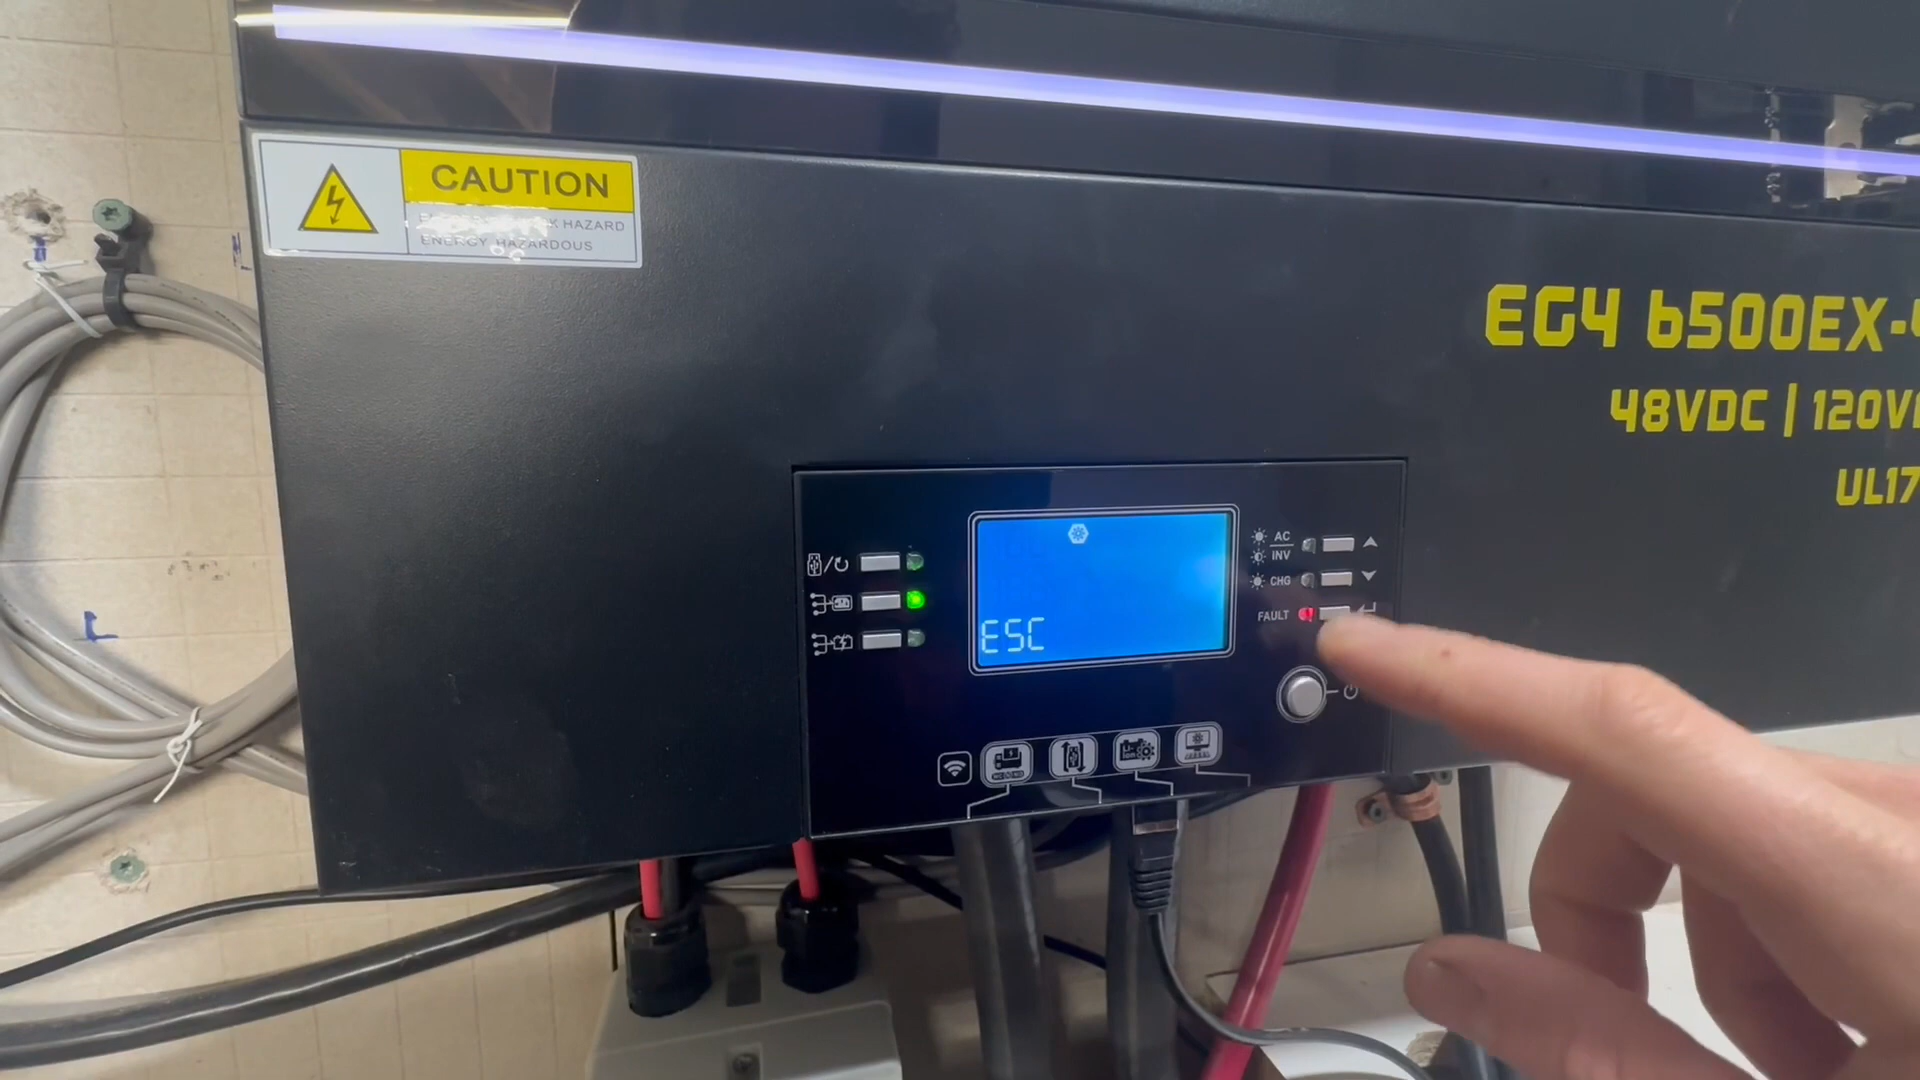 CAUTION
HAZARD
ENERGY HAZARDOUS
EG4 6500EX-
48VDC | 120V
UL17
AC
INV
CHG
FAULT
ESC